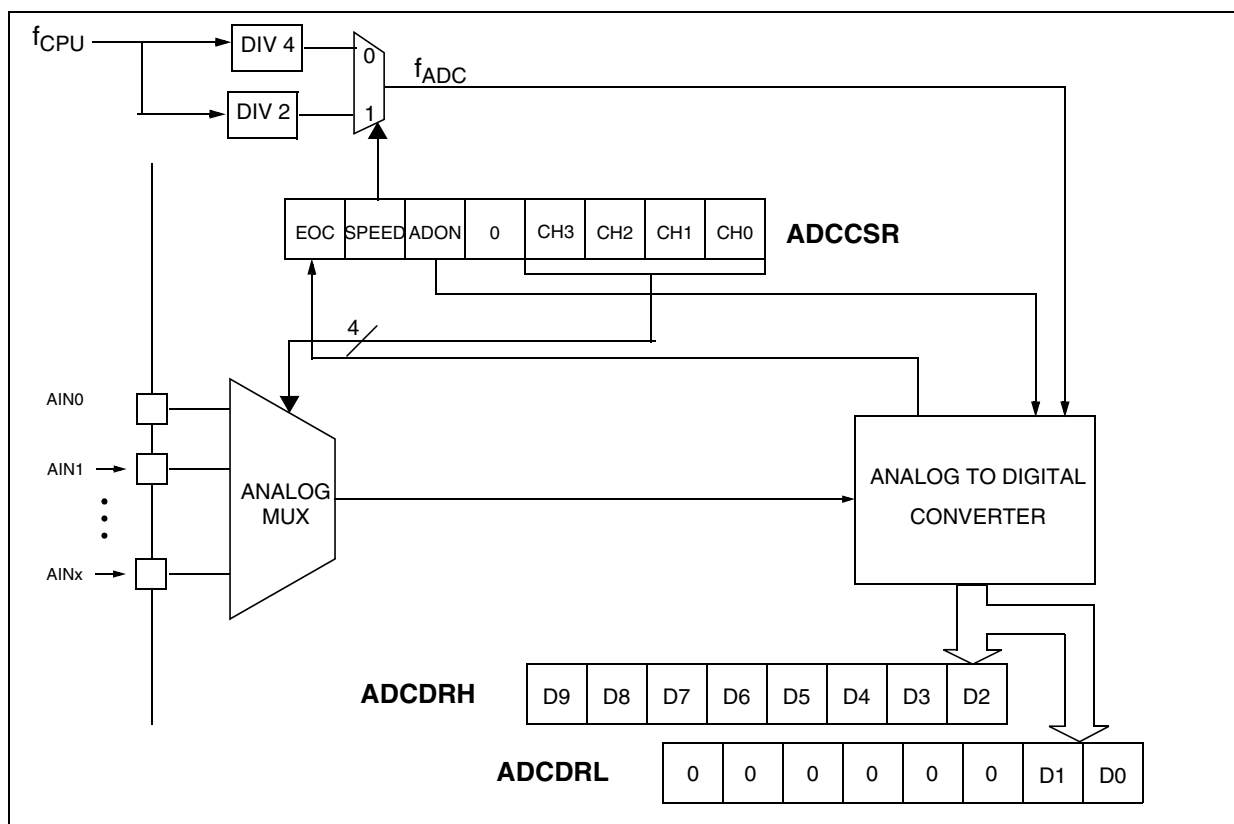 fCPU
DIV 4
0
fADC
DIV 2
1
EOC SPEED ADON 0 CH3 CH2 CH1 CH0 ADCCSR
4
AIN0
AIN1
ANALOG
MUX
ANALOG TO DIGITAL
CONVERTER
AINx
ADCDRH D9 D8 D7 D6 D5 D4 D3 D2
ADCDRL 0 0 0 0 0 0 D1 D0